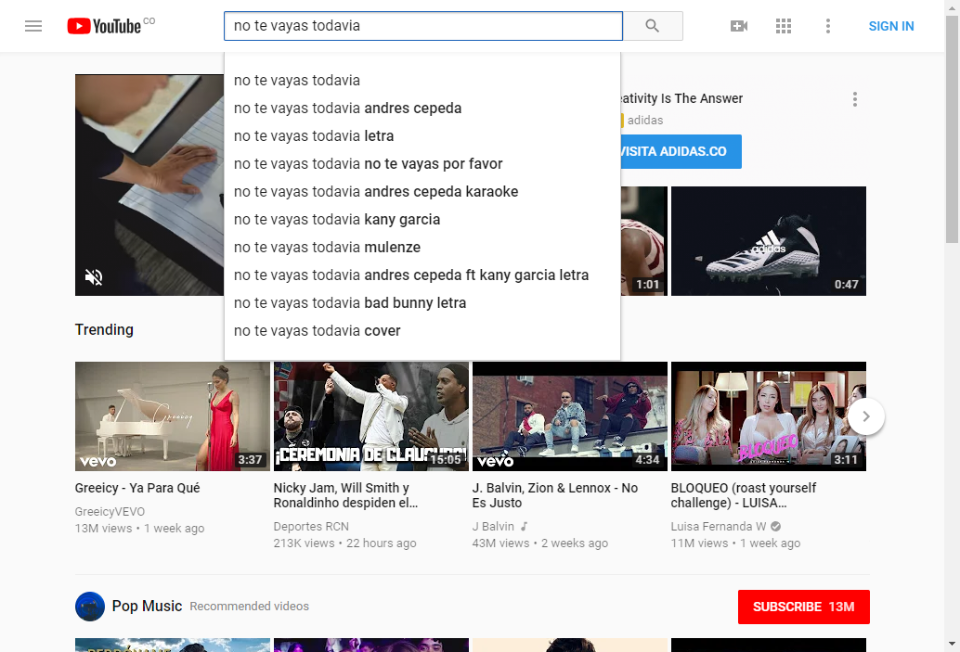 YouTube CO
no te vayas todavia
SIGN IN
no te vayas todavia
no te vayas todavia andres cepeda
no te vayas todavia letra
no te vayas todavia no te vayas por favor
no te vayas todavia andres cepeda karaoke
no te vayas todavia kany garcia
no te vayas todavia mulenze
no te vayas todavia andres cepeda ft kany garcia letra
no te vayas todavia bad bunny letra
no te vayas todavia cover
eativity Is The Answer
adidas
VISITA ADIDAS.CO
1:01
adidas
0:47
Trending
Greeicy
vevo
3:37
¡CEREMONIA DE CLAUSURA!
15:05
vevo
4:34
BLOQUEO
3:11
Greeicy - Ya Para Qué
GreeicyVEVO
13M views • 1 week ago
Nicky Jam, Will Smith y
Ronaldinho despiden el...
Deportes RCN
213K views • 22 hours ago
J. Balvin, Zion & Lennox - No
Es Justo
J Balvin
43M views • 2 weeks ago
BLOQUEO (roast yourself
challenge) - LUISA...
Luisa Fernanda W
11M views • 1 week ago
Pop Music Recommended videos
SUBSCRIBE 13M